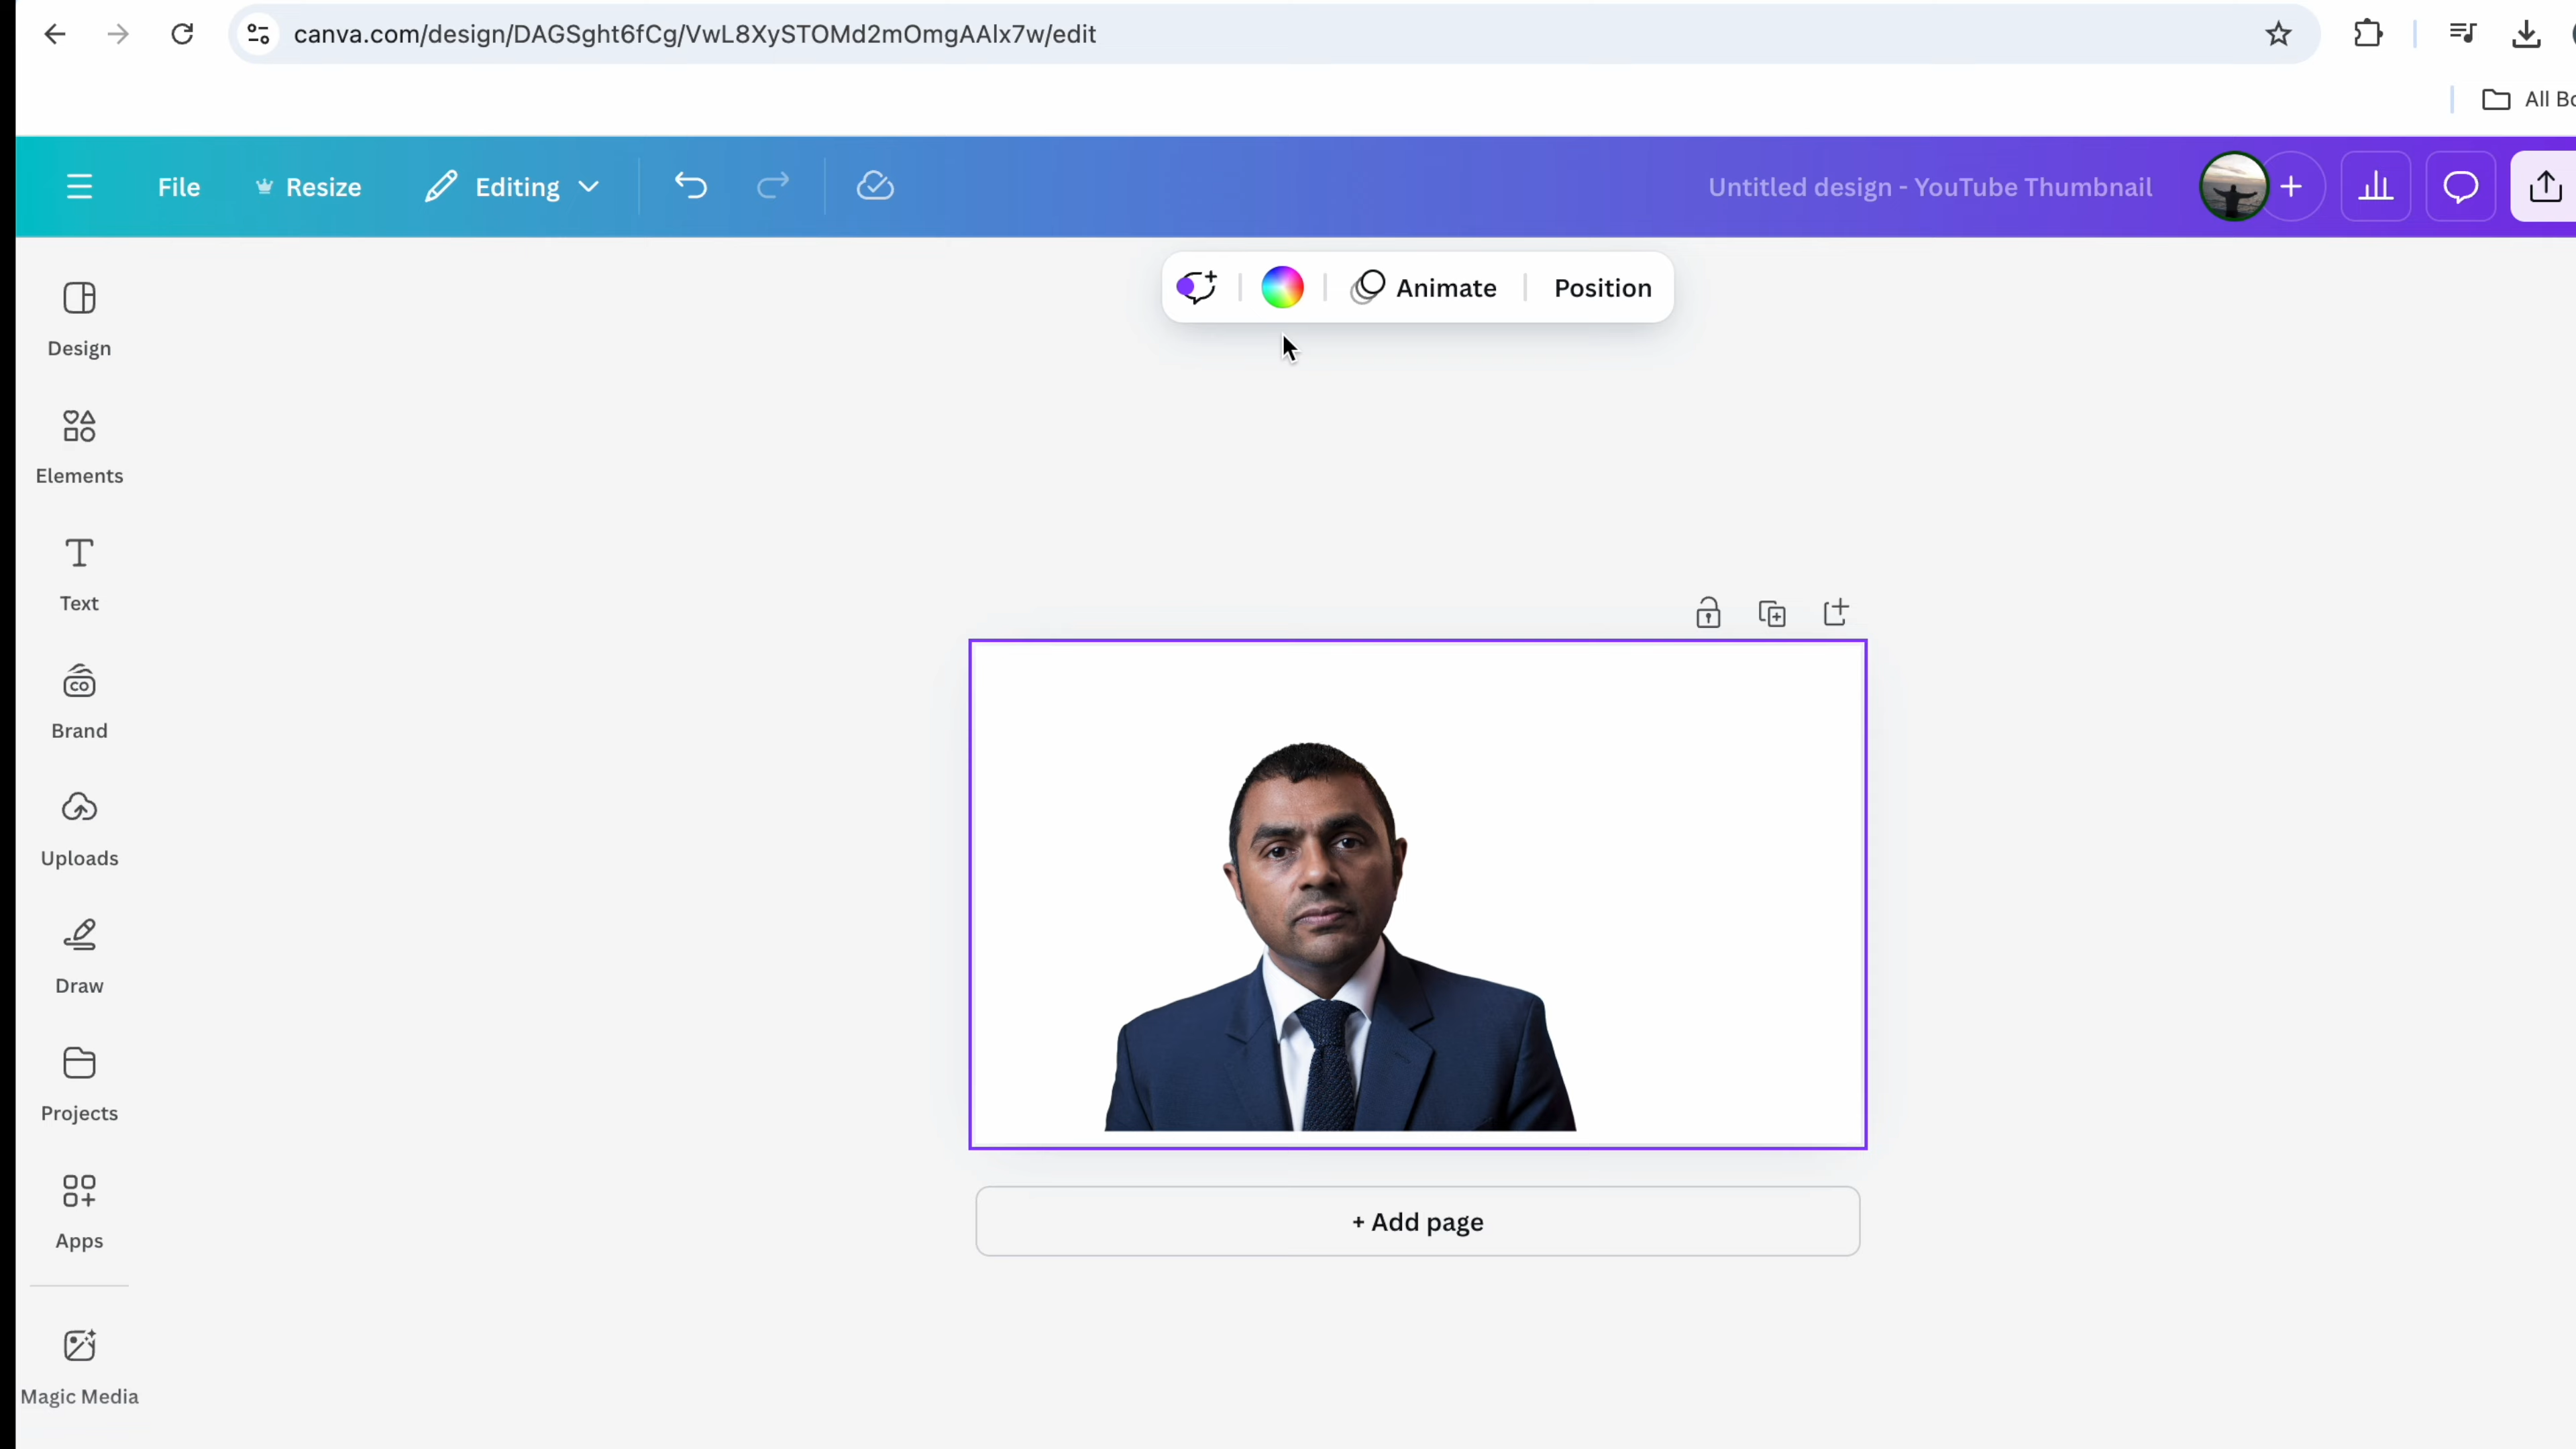 canva.com/design/DAGSght6fCg/VwL8XySTOMd2mOmgAAlx7w/edit
All Bo
File
Resize
Editing
Untitled design - YouTube Thumbnail
Animate
Position
Design
Elements
Text
CO
Brand
Uploads
Draw
Projects
Apps
Magic Media
+ Add page